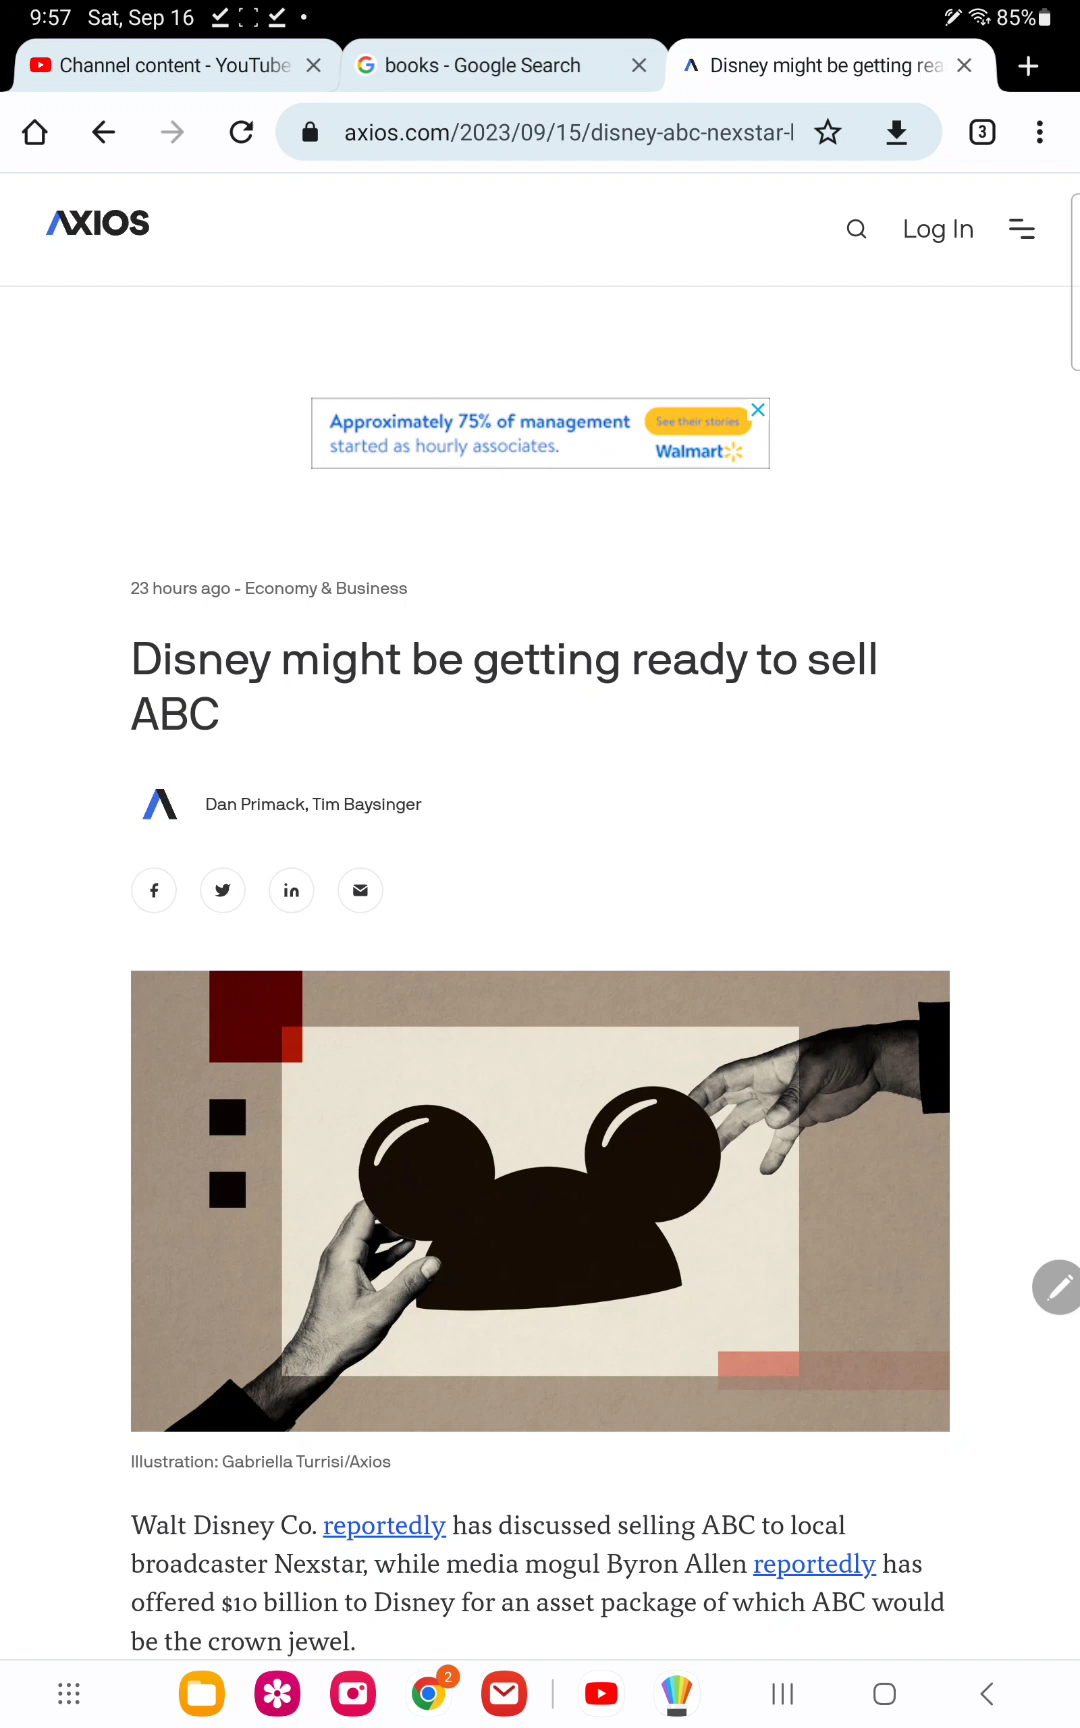 9:57 Sat, Sep 16 85%
Channel content - YouTube books - Google Search Disney might be getting rea
axios.com/2023/09/15/disney-abc-nexstar- 3
AXIOS Log In
Approximately 75% of management See their stories
started as hourly associates. Walmart
23 hours ago - Economy & Business
Disney might be getting ready to sell
ABC
Dan Primack, Tim Baysinger
f in
Illustration: Gabriella Turrisi/Axios
Walt Disney Co. reportedly has discussed selling ABC to local
broadcaster Nexstar, while media mogul Byron Allen reportedly has
offered $10 billion to Disney for an asset package of which ABC would
be the crown jewel.
2